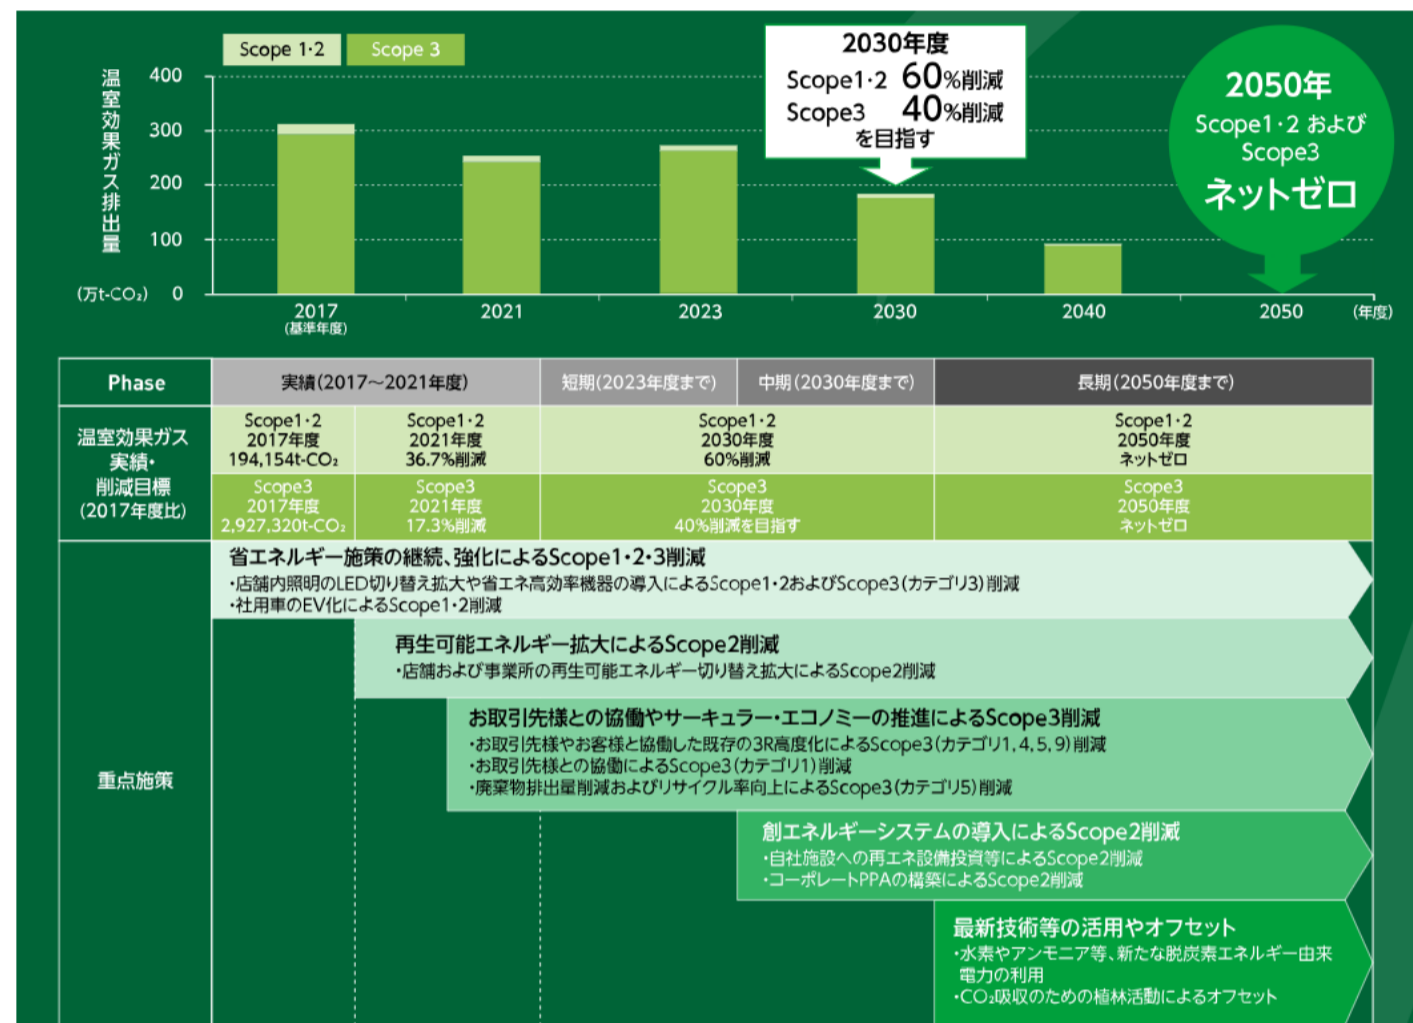 Scope 1・2
Scope 3
温室効果ガス排出量
400
300
200
100
(万t-CO₂) 0
2030年度
Scope1・2 60%削減
Scope3 40%削減
を目指す
2050年
Scope1・2 および
Scope3
ネットゼロ
2017
(基準年度)
2021
2023
2030
2040
2050
(年度)
Phase
実績(2017～2021年度)
短期(2023年度まで)
中期(2030年度まで)
長期(2050年度まで)
温室効果ガス
実績・
削減目標
(2017年度比)
Scope1・2
2017年度
194,154t-CO₂
Scope1・2
2021年度
36.7%削減
Scope1・2
2030年度
60%削減
Scope1・2
2050年度
ネットゼロ
Scope3
2017年度
2,927,320t-CO₂
Scope3
2021年度
17.3%削減
Scope3
2030年度
40%削減を目指す
Scope3
2050年度
ネットゼロ
重点施策
省エネルギー施策の継続、強化によるScope1・2・3削減
・店舗内照明のLED切り替え拡大や省エネ高効率機器の導入によるScope1・2およびScope3(カテゴリ3)削減
・社用車のEV化によるScope1・2削減
再生可能エネルギー拡大によるScope2削減
・店舗および事業所の再生可能エネルギー切り替え拡大によるScope2削減
お取引先様との協働やサーキュラー・エコノミーの推進によるScope3削減
・お取引先様やお客様と協働した既存の3R高度化によるScope3(カテゴリ1,4,5,9)削減
・お取引先様との協働によるScope3(カテゴリ1)削減
・廃棄物排出量削減およびリサイクル率向上によるScope3(カテゴリ5)削減
創エネルギーシステムの導入によるScope2削減
・自社施設への再エネ設備投資等によるScope2削減
・コーポレートPPAの構築によるScope2削減
最新技術等の活用やオフセット
・水素やアンモニア等、新たな脱炭素エネルギー由来
電力の利用
・CO₂吸収のための植林活動によるオフセット